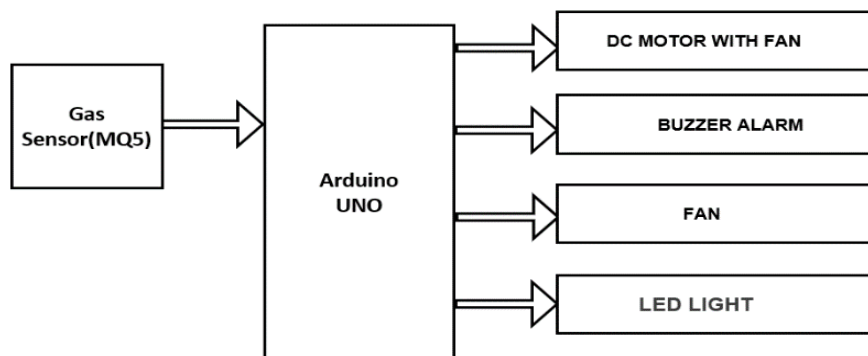 Gas
Sensor(MQ5)
Arduino
UNO
DC MOTOR WITH FAN
BUZZER ALARM
FAN
LED LIGHT